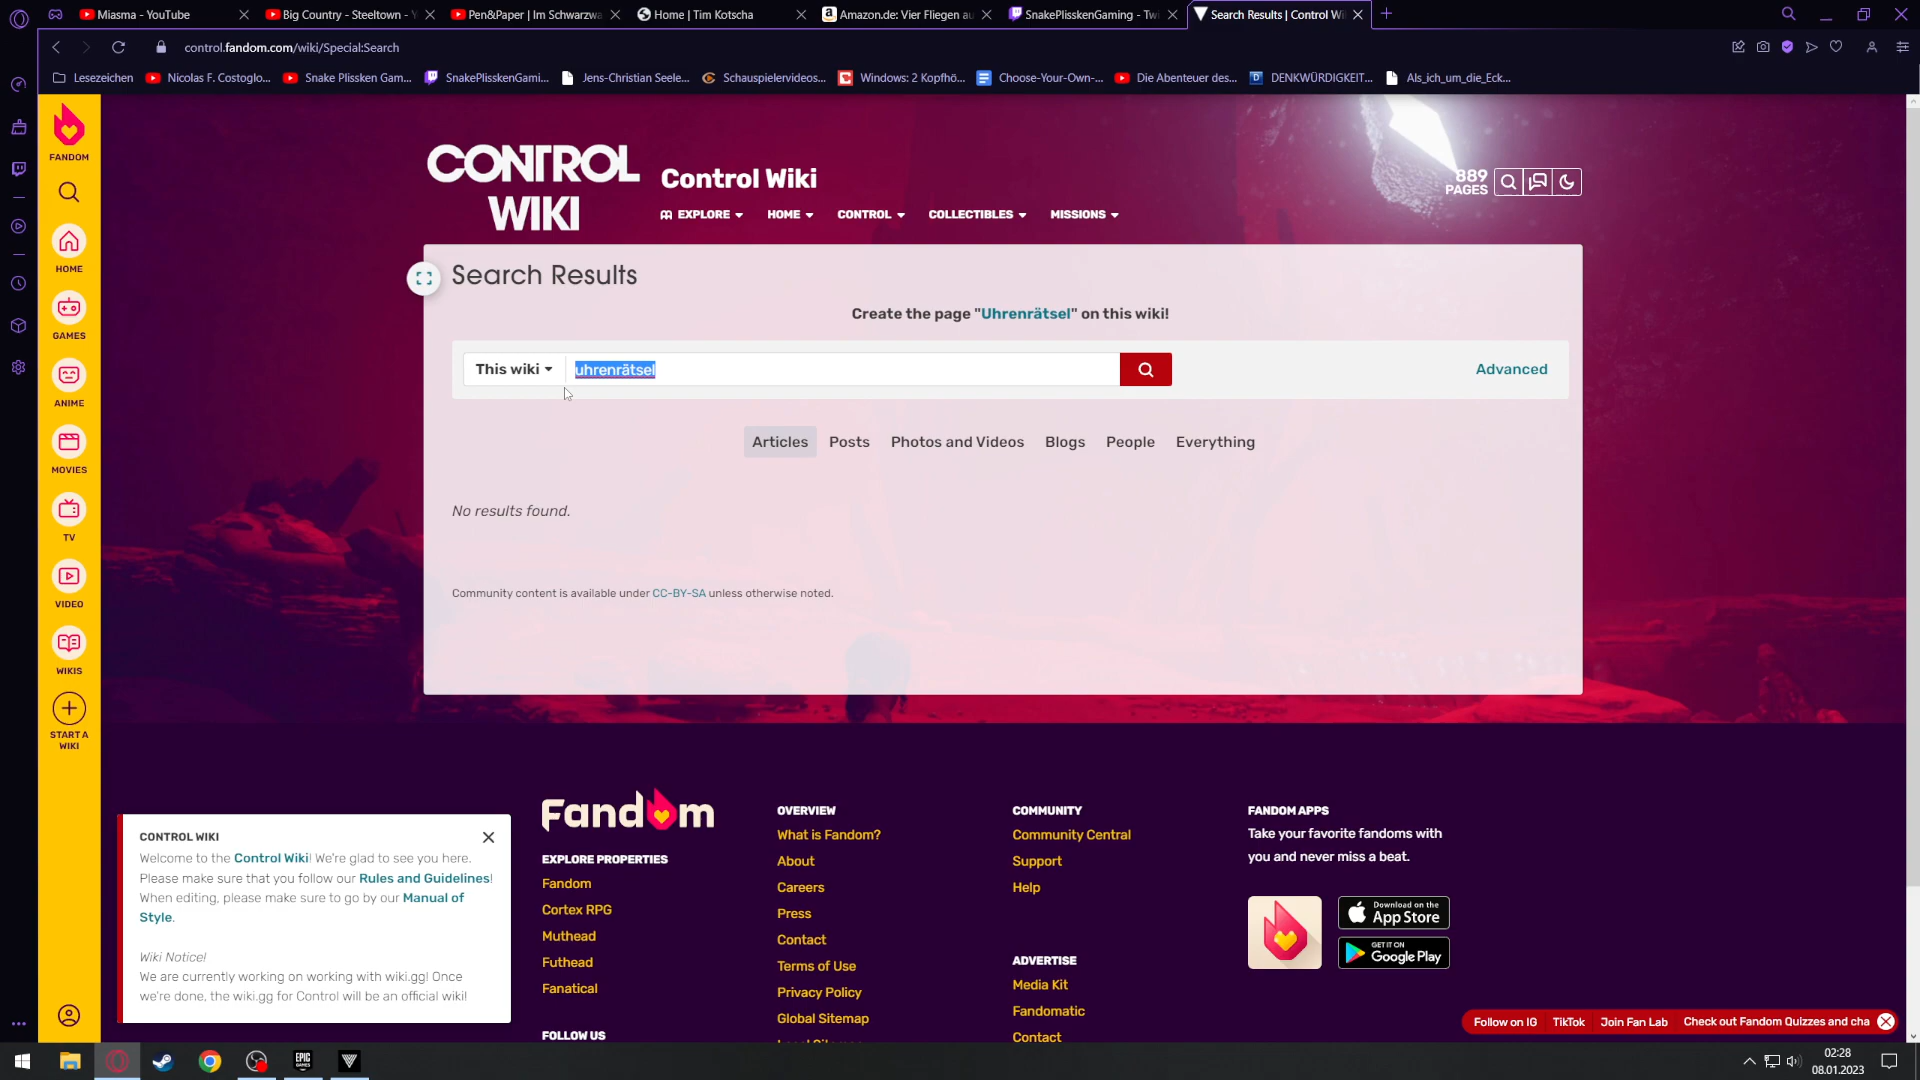 Miasma - YouTube
Big Country - Steeltown - Y
Pen&Paper | Im Schwarzwa
Home | Tim Kotscha
Amazon.de: Vier Fliegen au
SnakePlisskenGaming - Twi
Search Results | Control Wi
control.fandom.com/wiki/Special:Search
Lesezeichen
Nicolas F. Costoglo...
Snake Plissken Gam...
SnakePlisskenGami...
Jens-Christian Seele...
Schauspielervideos...
Windows: 2 Kopfhö...
Choose-Your-Own-...
Die Abenteuer des...
DENKWÜRDIGKEIT...
Als_ich_um_die_Eck...
FANDOM
HOME
GAMES
ANIME
MOVIES
TV
VIDEO
WIKIS
START A
WIKI
CONTROL
WIKI
Control Wiki
889
PAGES
EXPLORE
HOME
CONTROL
COLLECTIBLES
MISSIONS
Search Results
Create the page "Uhrenrätsel" on this wiki!
This wiki
uhrenrätsel
Advanced
Articles
Posts
Photos and Videos
Blogs
People
Everything
No results found.
Community content is available under CC-BY-SA unless otherwise noted.
CONTROL WIKI
Welcome to the Control Wiki! We're glad to see you here.
Please make sure that you follow our Rules and Guidelines!
When editing, please make sure to go by our Manual of
Style.
Wiki Notice!
We are currently working on working with wiki.gg! Once
we're done, the wiki.gg for Control will be an official wiki!
Fandom
EXPLORE PROPERTIES
Fandom
Cortex RPG
Muthead
Futhead
Fanatical
FOLLOW US
OVERVIEW
What is Fandom?
About
Careers
Press
Contact
Terms of Use
Privacy Policy
Global Sitemap
Local Sitemap
COMMUNITY
Community Central
Support
Help
ADVERTISE
Media Kit
Fandomatic
Contact
FANDOM APPS
Take your favorite fandoms with
you and never miss a beat.
Download on the
App Store
GET IT ON
Google Play
Follow on IG
TikTok
Join Fan Lab
Check out Fandom Quizzes and cha
EPIC
GAMES
02:28
08.01.2023